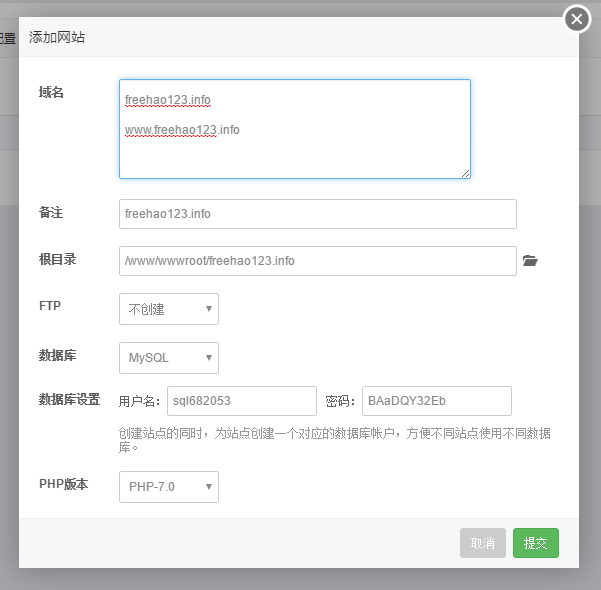 配置
添加网站
域名
freehao123.info
www.freehao123.info
备注
freehao123.info
根目录
/www/wwwroot/freehao123.info
FTP
不创建
数据库
MySQL
数据库设置 用户名： sql682053 密码： BAaDQY32Eb
创建站点的同时，为站点创建一个对应的数据库帐户，方便不同站点使用不同数据
库。
PHP版本
PHP-7.0
取消 提交